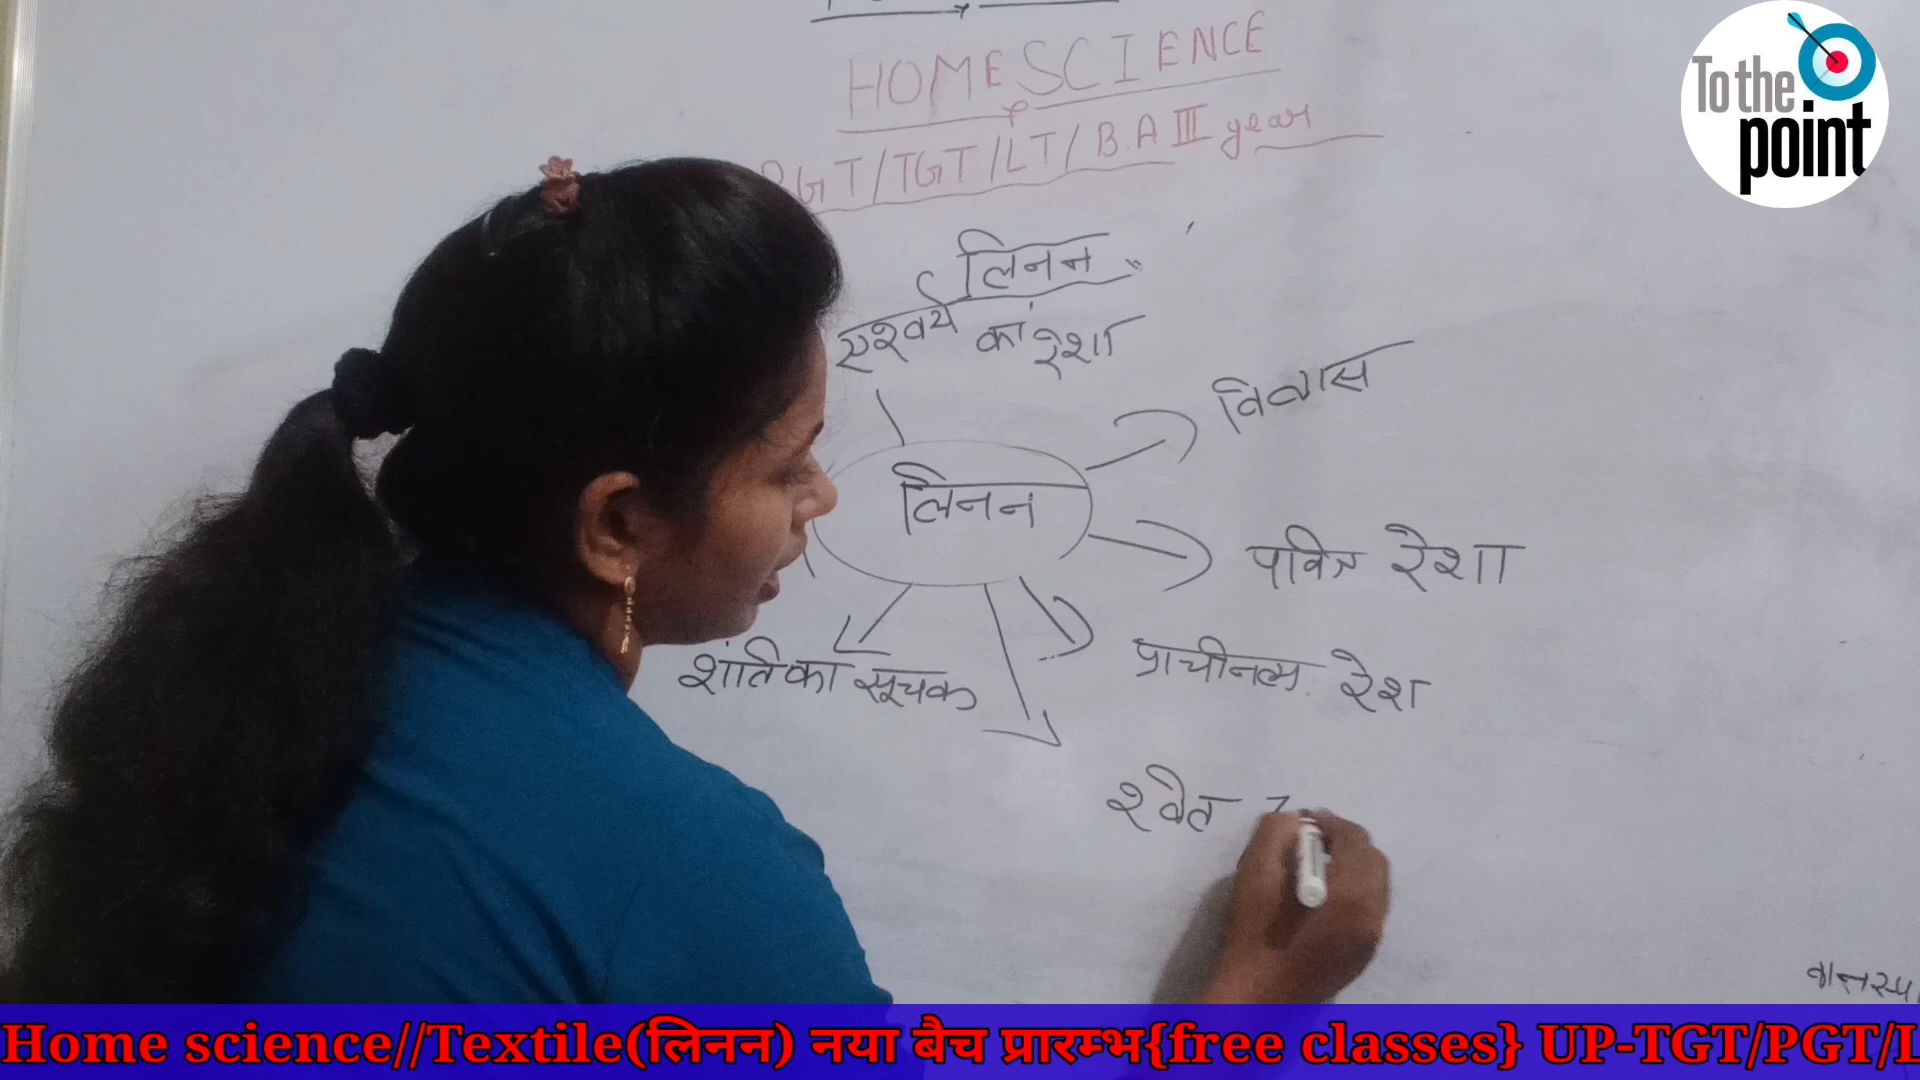 HOME SCIENCE
PGT/TGT/LT/B.A III year
To the
point
लिनन
एश्वर्य का रेशा
विलास
लिनन
पवित्र रेशा
शांति का सूचक
प्राचीनतम रेश
श्वेत
Home science//Textile(लिनन) नया बैच प्रारम्भ{free classes} UP-TGT/PGT/L